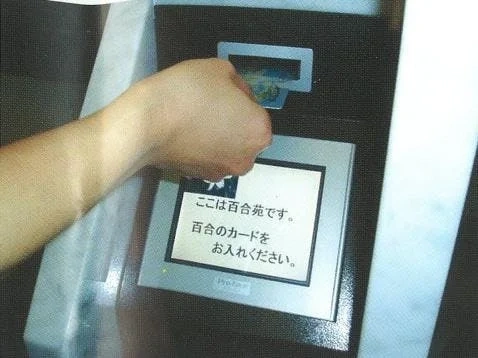 ここは百合苑です。
百合のカードを
お入れください。